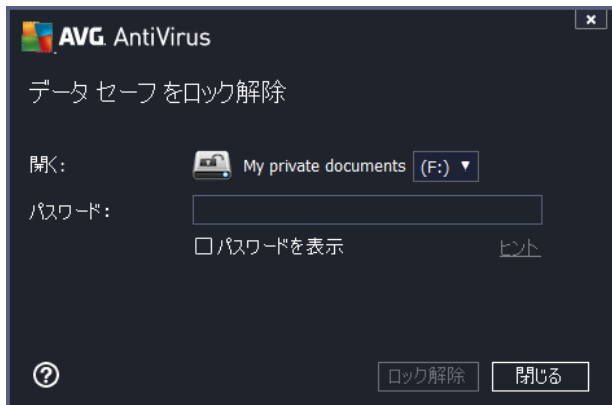 AVG AntiVirus
データ セーフ をロック解除
開く: My private documents (F:)
パスワード:
パスワードを表示 ヒント
ロック解除 閉じる